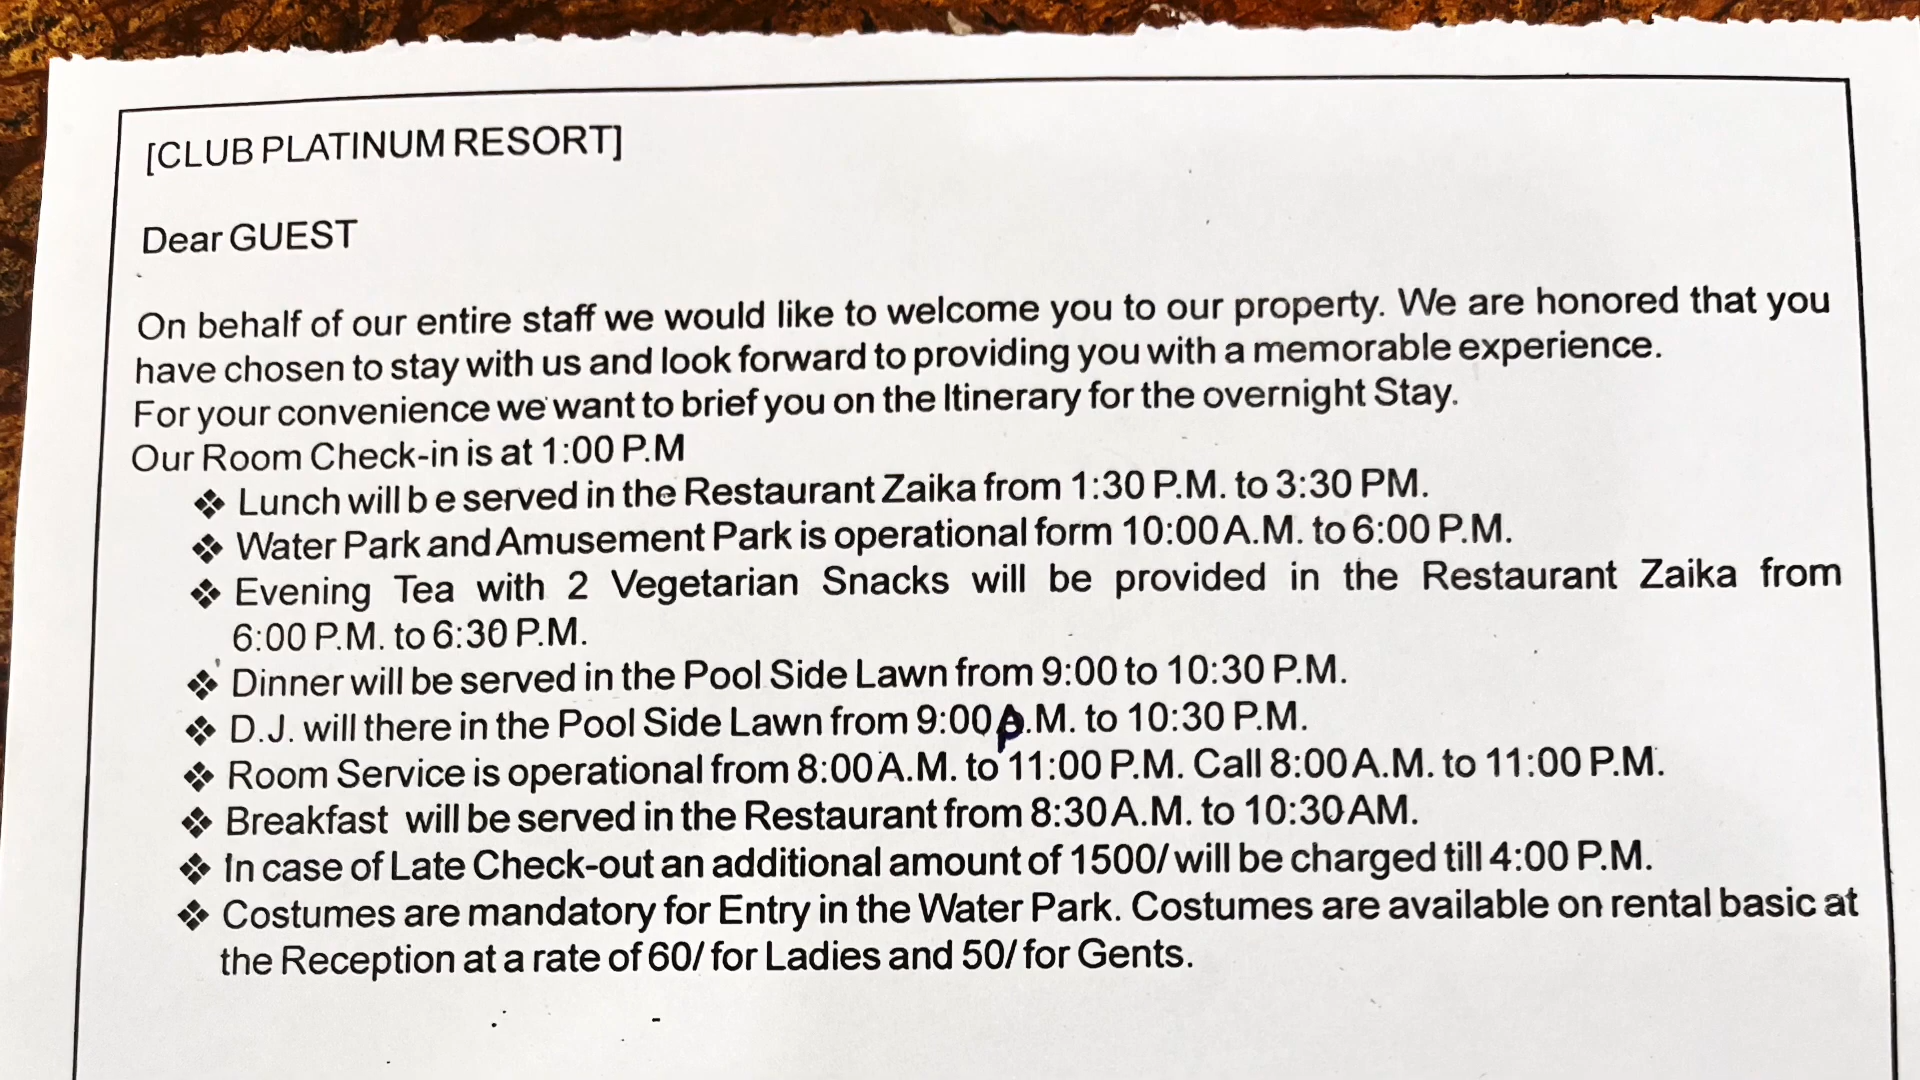 [CLUB PLATINUM RESORT]
Dear GUEST
On behalf of our entire staff we would like to welcome you to our property. We are honored that you
have chosen to stay with us and look forward to providing you with a memorable experience.
For your convenience we want to brief you on the Itinerary for the overnight Stay.
Our Room Check-in is at 1:00 P.M
❖ Lunch will b e served in the Restaurant Zaika from 1:30 P.M. to 3:30 PM.
❖ Water Park and Amusement Park is operational form 10:00 A.M. to 6:00 P.M.
❖ Evening Tea with 2 Vegetarian Snacks will be provided in the Restaurant Zaika from
6:00 P.M. to 6:30 P.M.
❖ Dinner will be served in the Pool Side Lawn from 9:00 to 10:30 P.M.
❖ D.J. will there in the Pool Side Lawn from 9:00 p.M. to 10:30 P.M.
❖ Room Service is operational from 8:00 A.M. to 11:00 P.M. Call 8:00 A.M. to 11:00 P.M.
❖ Breakfast will be served in the Restaurant from 8:30 A.M. to 10:30 AM.
❖ In case of Late Check-out an additional amount of 1500/ will be charged till 4:00 P.M.
❖ Costumes are mandatory for Entry in the Water Park. Costumes are available on rental basic at
the Reception at a rate of 60/ for Ladies and 50/ for Gents.